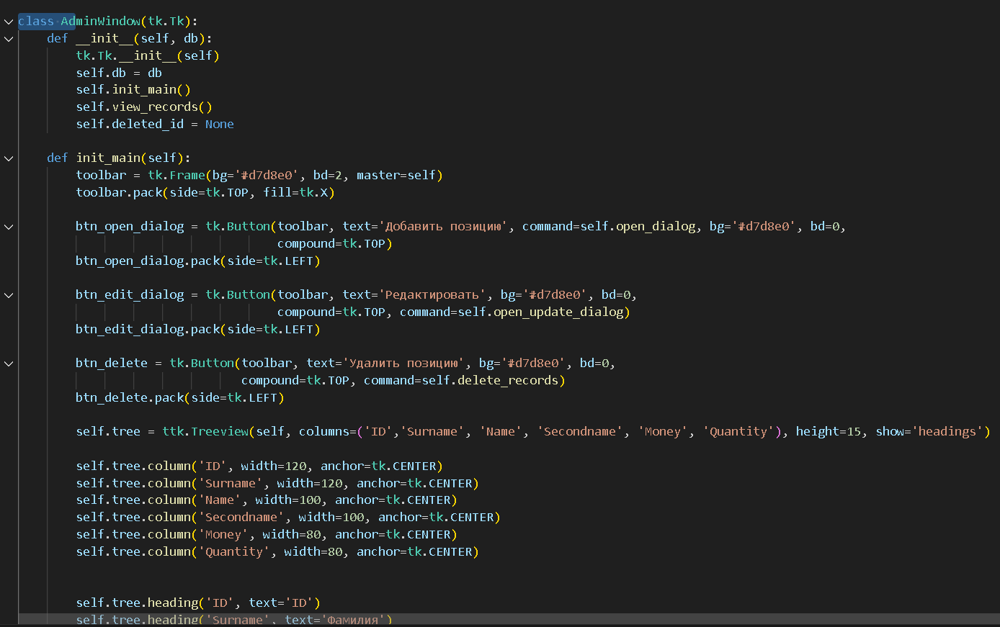 class AdminWindow(tk.Tk):
    def __init__(self, db):
        tk.Tk.__init__(self)
        self.db = db
        self.init_main()
        self.view_records()
        self.deleted_id = None
    def init_main(self):
        toolbar = tk.Frame(bg='#d7d8e0', bd=2, master=self)
        toolbar.pack(side=tk.TOP, fill=tk.X)
        btn_open_dialog = tk.Button(toolbar, text='Добавить позицию', command=self.open_dialog, bg='#d7d8e0', bd=0,
                                    compound=tk.TOP)
        btn_open_dialog.pack(side=tk.LEFT)
        btn_edit_dialog = tk.Button(toolbar, text='Редактировать', bg='#d7d8e0', bd=0,
                                    compound=tk.TOP, command=self.open_update_dialog)
        btn_edit_dialog.pack(side=tk.LEFT)
        btn_delete = tk.Button(toolbar, text='Удалить позицию', bg='#d7d8e0', bd=0,
                               compound=tk.TOP, command=self.delete_records)
        btn_delete.pack(side=tk.LEFT)
        self.tree = ttk.Treeview(self, columns=('ID','Surname', 'Name', 'Secondname', 'Money', 'Quantity'), height=15, show='headings')
        self.tree.column('ID', width=120, anchor=tk.CENTER)
        self.tree.column('Surname', width=120, anchor=tk.CENTER)
        self.tree.column('Name', width=100, anchor=tk.CENTER)
        self.tree.column('Secondname', width=100, anchor=tk.CENTER)
        self.tree.column('Money', width=80, anchor=tk.CENTER)
        self.tree.column('Quantity', width=80, anchor=tk.CENTER)
        self.tree.heading('ID', text='ID')
        self.tree.heading('Surname', text='Фамилия')